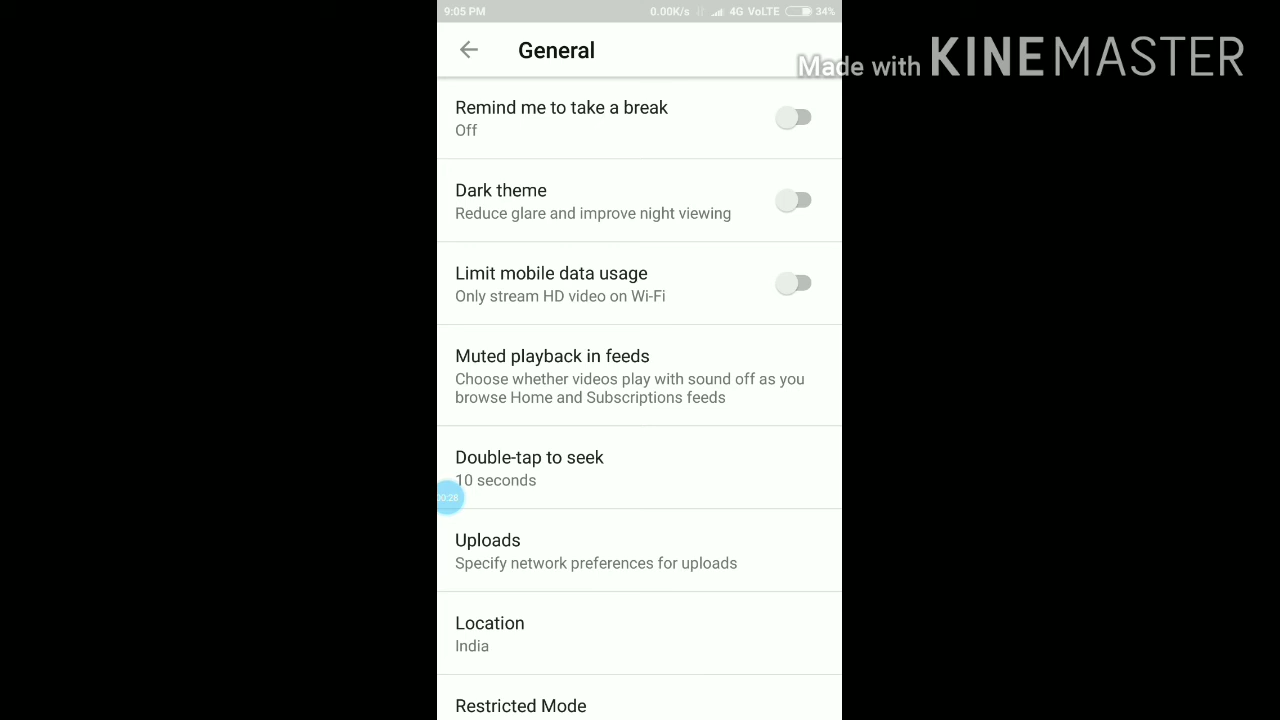 9:05 PM 0.00K/s 4G VoLTE 34%
General
Made with KINEMASTER
Remind me to take a break
Off
Dark theme
Reduce glare and improve night viewing
Limit mobile data usage
Only stream HD video on Wi-Fi
Muted playback in feeds
Choose whether videos play with sound off as you
browse Home and Subscriptions feeds
Double-tap to seek
10 seconds
00:28
Uploads
Specify network preferences for uploads
Location
India
Restricted Mode